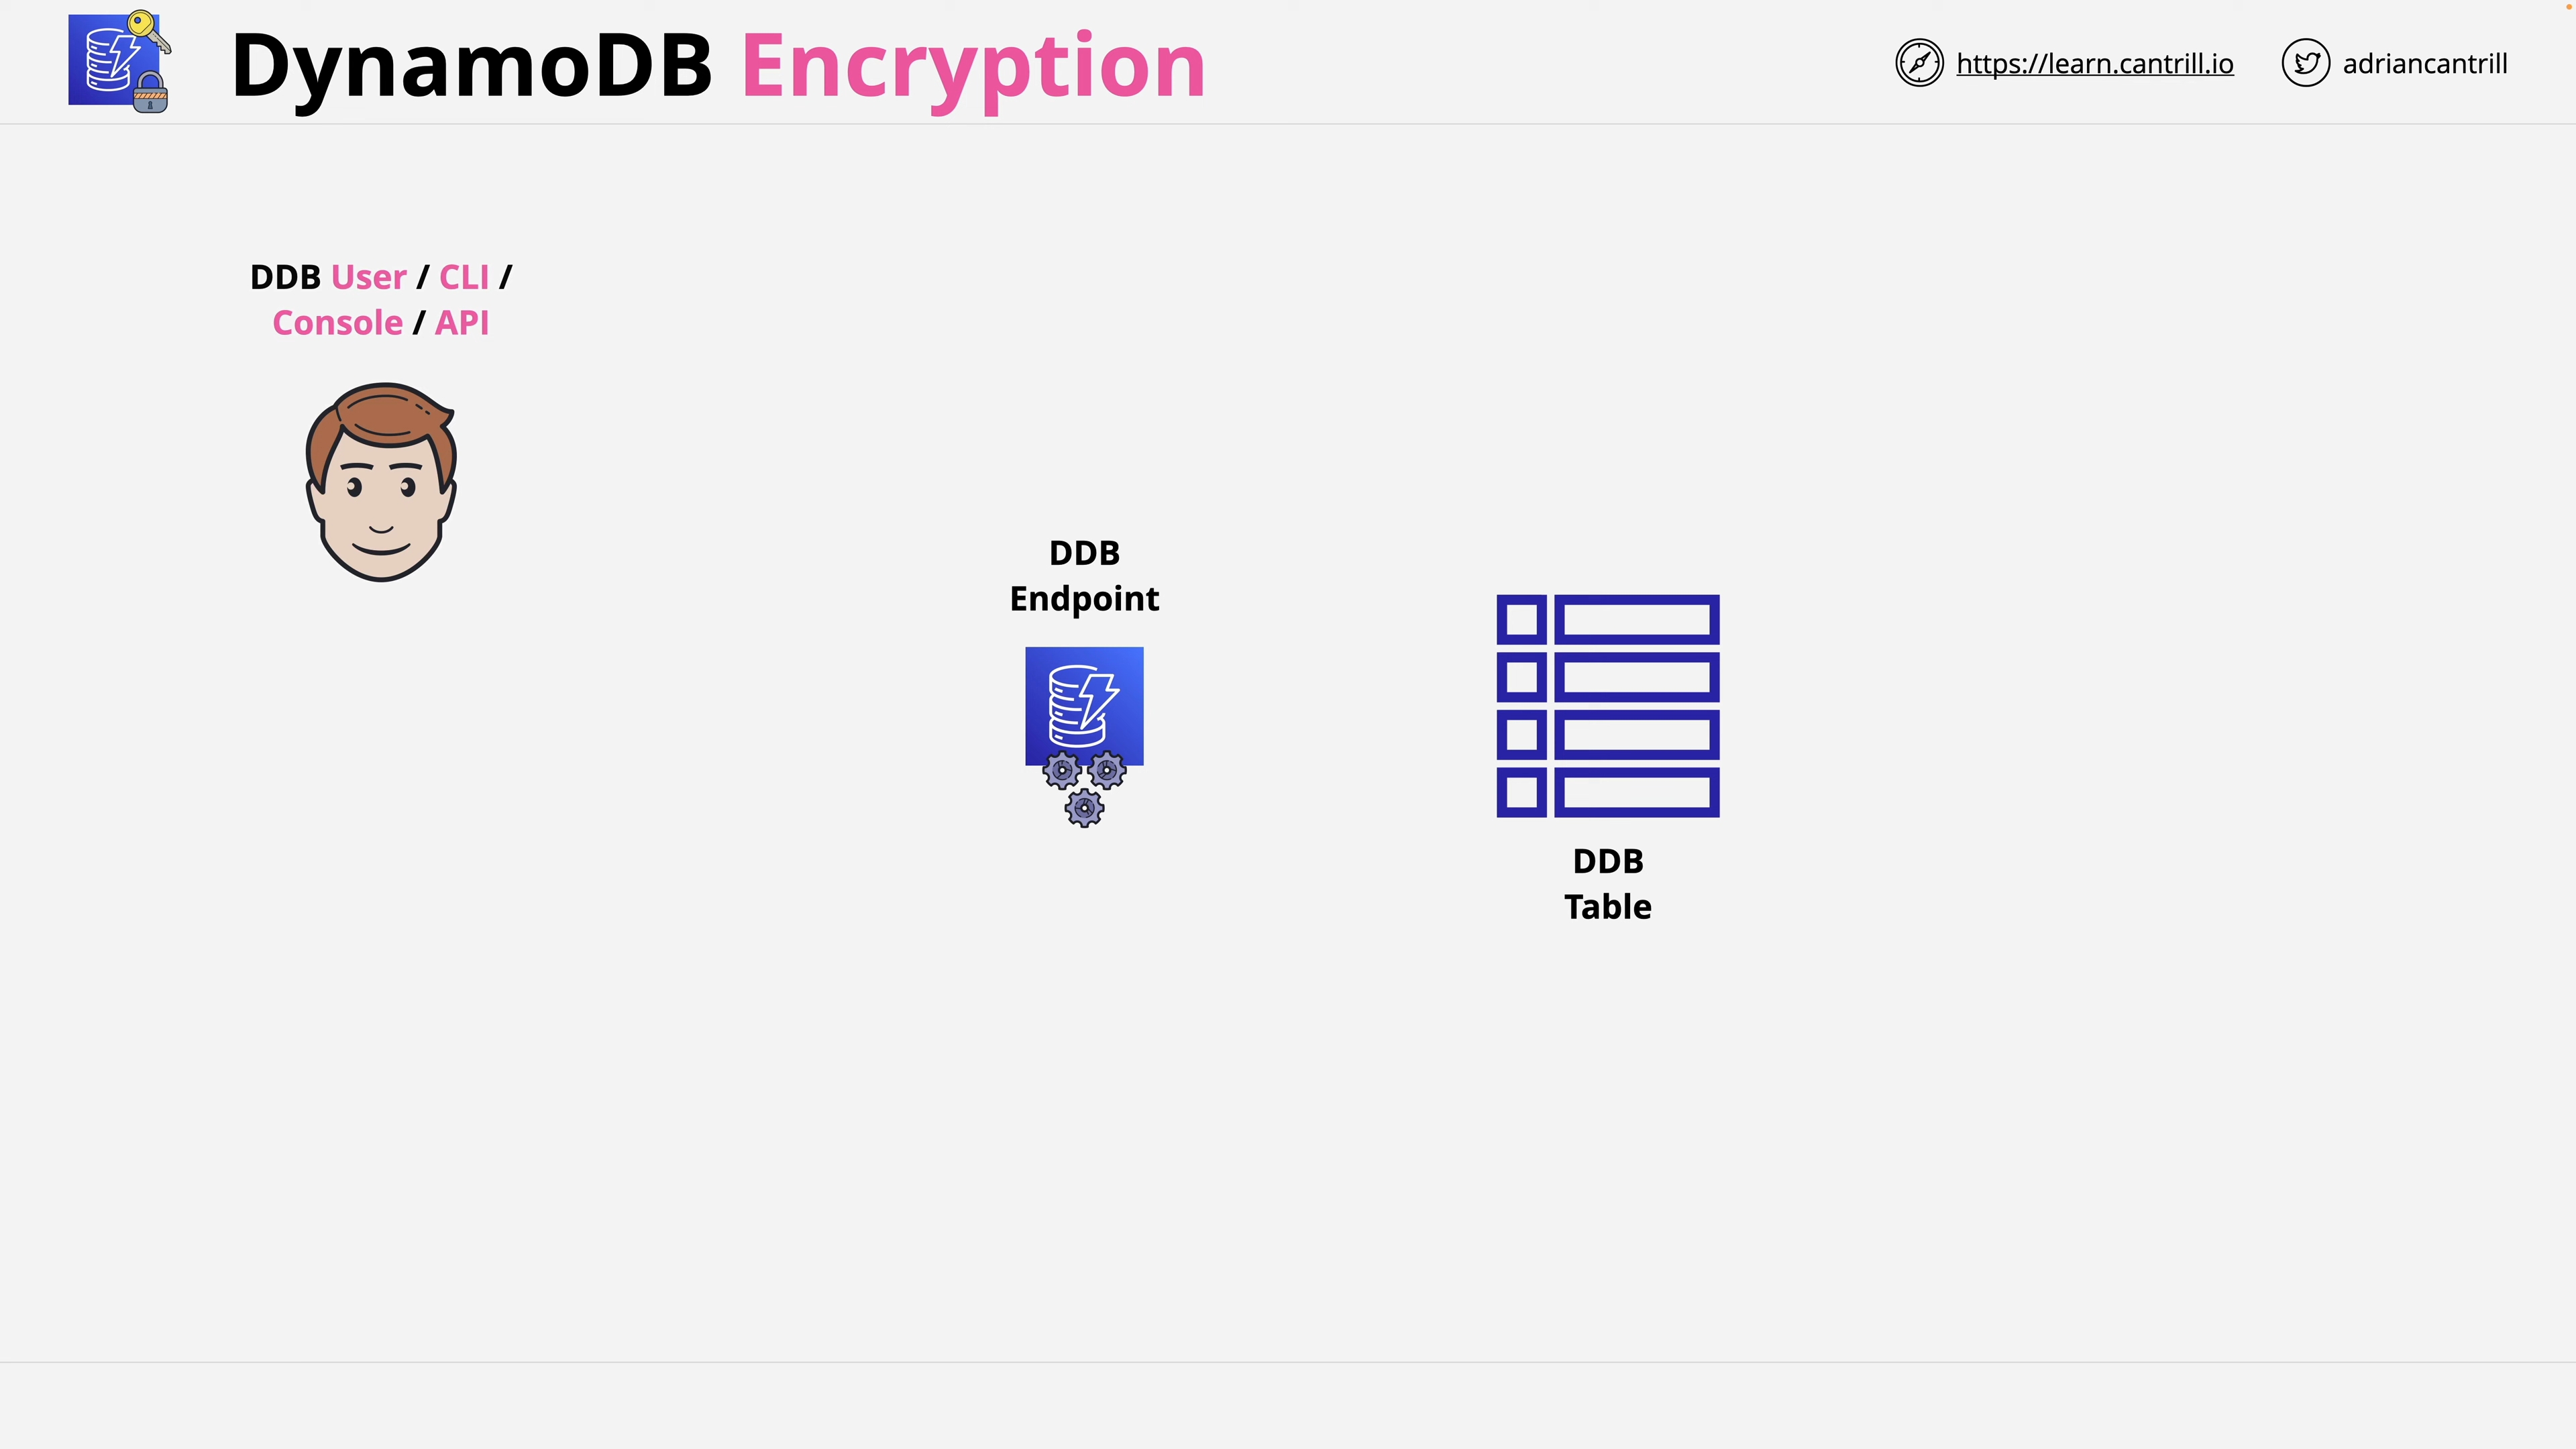 DynamoDB Encryption
https://learn.cantrill.io
adriancantrill
DDB User / CLI /
Console / API
DDB
Endpoint
DDB
Table